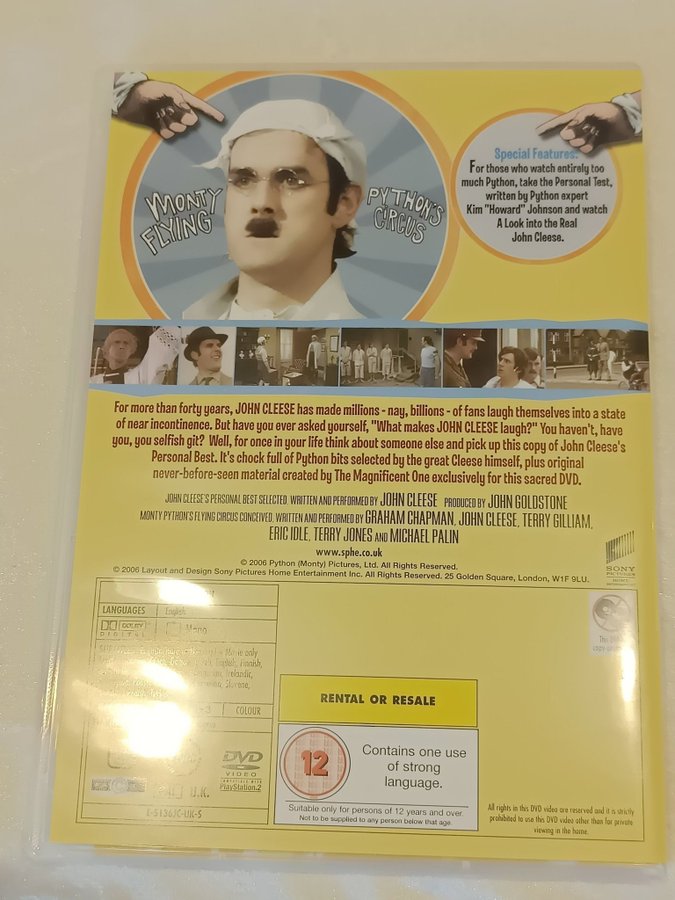 MONTY PYTHON'S
FLYING CIRCUS
Special Features:
For those who watch entirely too
much Python, take the Personal Test,
written by Python expert
Kim "Howard" Johnson and watch
A Look into the Real
John Cleese.
For more than forty years, JOHN CLEESE has made millions - nay, billions - of fans laugh themselves into a state
of near incontinence. But have you ever asked yourself, "What makes JOHN CLEESE laugh?" You haven't, have
you, you selfish git? Well, for once in your life think about someone else and pick up this copy of John Cleese's
Personal Best. It's chock full of Python bits selected by the great Cleese himself, plus original
never-before-seen material created by The Magnificent One exclusively for this sacred DVD.
JOHN CLEESE'S PERSONAL BEST SELECTED, WRITTEN AND PERFORMED BY JOHN CLEESE PRODUCED BY JOHN GOLDSTONE
MONTY PYTHON'S FLYING CIRCUS CONCEIVED, WRITTEN AND PERFORMED BY GRAHAM CHAPMAN, JOHN CLEESE, TERRY GILLIAM,
ERIC IDLE, TERRY JONES AND MICHAEL PALIN
www.sphe.co.uk
© 2006 Python (Monty) Pictures, Ltd. All Rights Reserved.
© 2006 Layout and Design Sony Pictures Home Entertainment Inc. All Rights Reserved. 25 Golden Square, London, W1F 9LU.
SONY
PICTURES
LANGUAGES English
DOLBY
DIGITAL Mono
Finnish,
Icelandic,
Slovene,
COLOUR
DVD
VIDEO
PlayStation.2
U.K.
RENTAL OR RESALE
12
Contains one use
of strong
language.
Suitable only for persons of 12 years and over.
Not to be supplied to any person below that age.
All rights in this DVD video are reserved and it is strictly
prohibited to use this DVD video other than for private
viewing in the home.